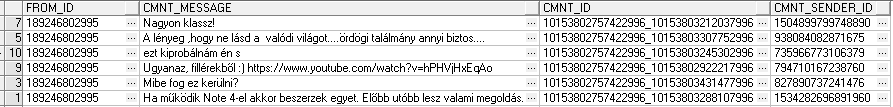 FROM_ID CMNT_MESSAGE CMNT_ID CMNT_SENDER_ID
7 189246802995 ... Nagyon klassz! ... 10153802757422996_10153803212037996 ... 1504899799748890 ...
5 189246802995 ... A lényeg ,hogy ne lásd a valódi világot....ördögi találmány annyi biztos.... ... 10153802757422996_10153803307752996 ... 938084082871675 ...
10 189246802995 ... ezt kipróbálnám én s ... 10153802757422996_10153803245302996 ... 735966773106379 ...
9 189246802995 ... Ugyanaz, fillérekből :) https://www.youtube.com/watch?v=hPHVjHxEqAo ... 10153802757422996_10153802922217996 ... 794710167238760 ...
3 189246802995 ... Mibe fog ez kerülni? ... 10153802757422996_10153803431477996 ... 827890737241476 ...
1 189246802995 ... Ha működik Note 4-el akkor beszerzek egyet. Előbb utóbb lesz valami megoldás. ... 10153802757422996_10153803288107996 ... 1534282696891960 ...